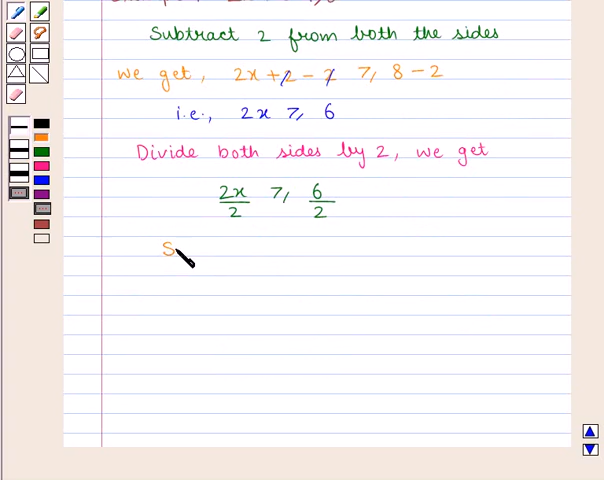 Subtract 2 from both the sides
We get, 2x + 2 - 2 ⩾ 8 - 2
i.e., 2x ⩾ 6
Divide both sides by 2, we get
2x/2 ⩾ 6/2
S